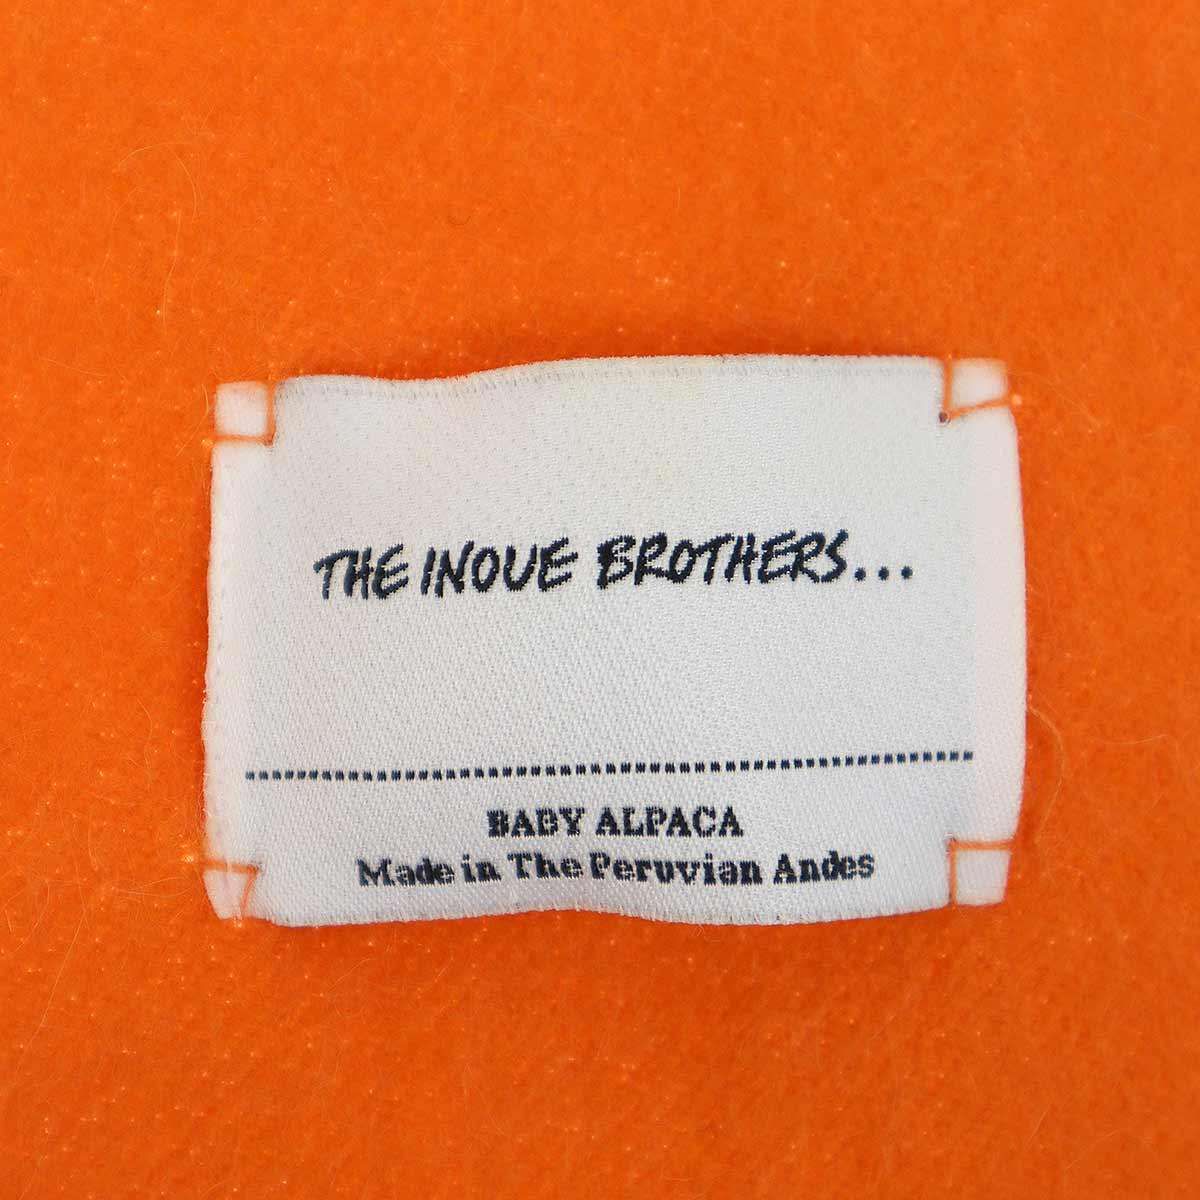 THE INOUE BROTHERS...
BABY ALPACA
Made in The Peruvian Andes